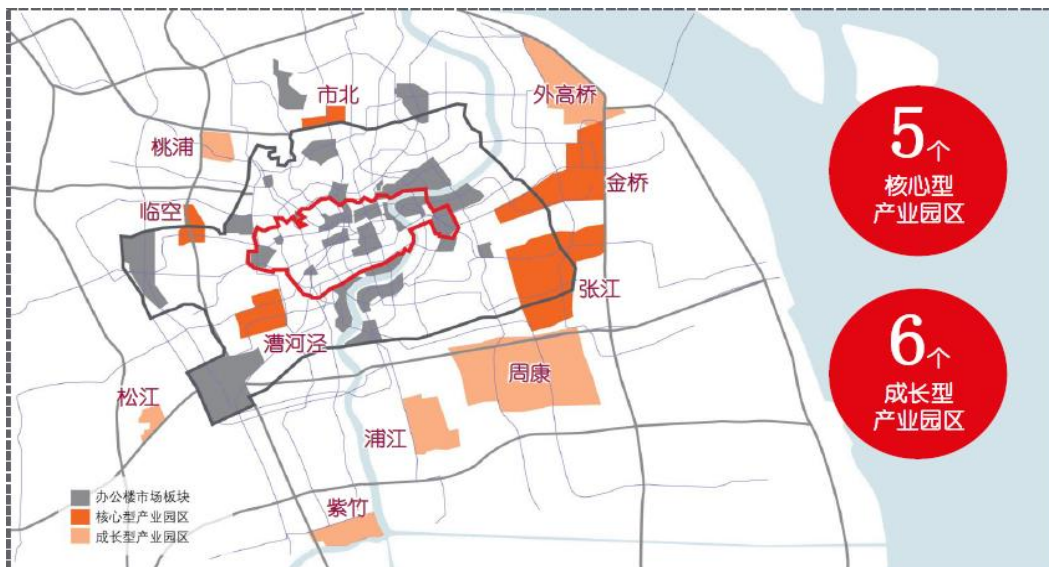 市北
外高桥
桃浦
金桥
临空
张江
漕河泾
周康
松江
浦江
紫竹
办公楼市场板块
核心型产业园区
成长型产业园区
5个
核心型
产业园区
6个
成长型
产业园区